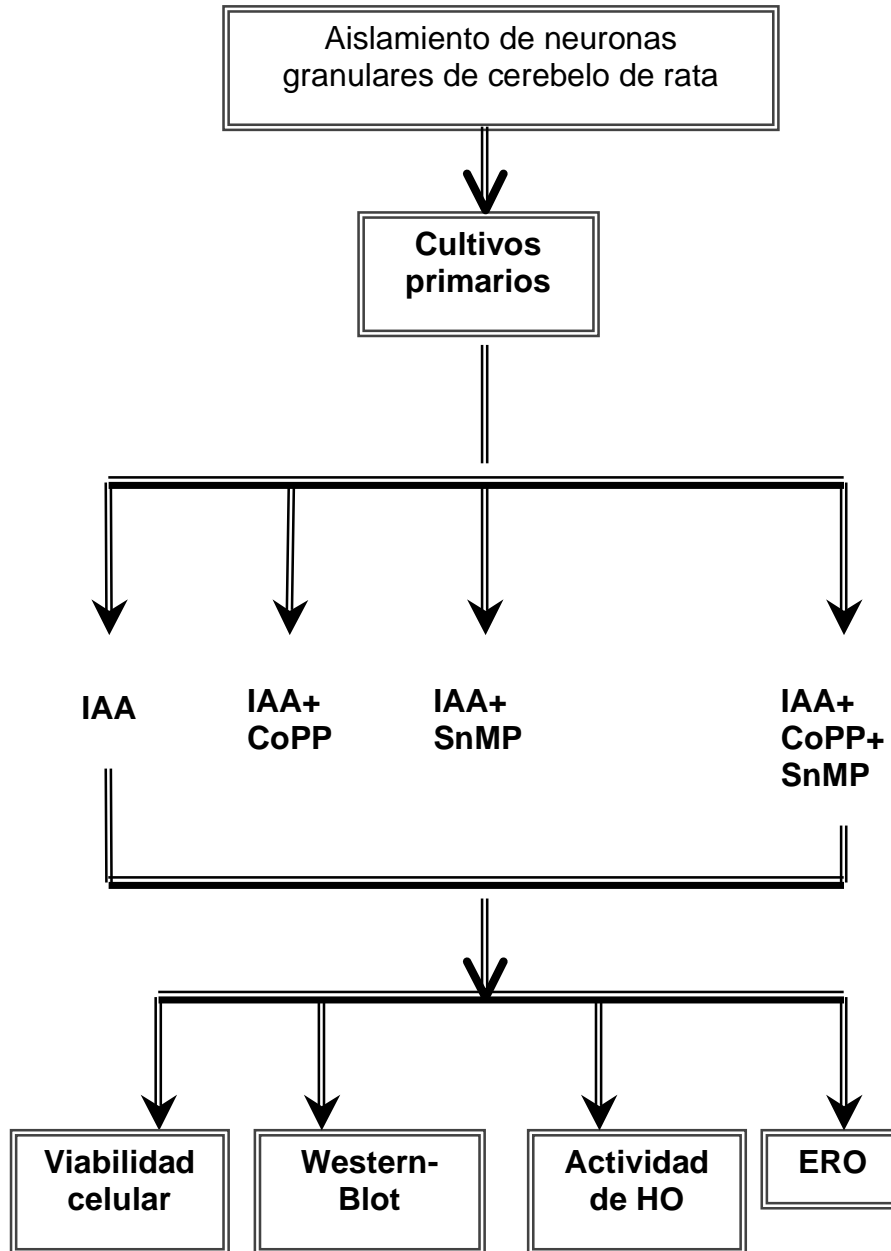 Aislamiento de neuronas
granulares de cerebelo de rata
Cultivos
primarios
IAA
IAA+
CoPP
IAA+
SnMP
IAA+
CoPP+
SnMP
Viabilidad
celular
Western-
Blot
Actividad
de HO
ERO